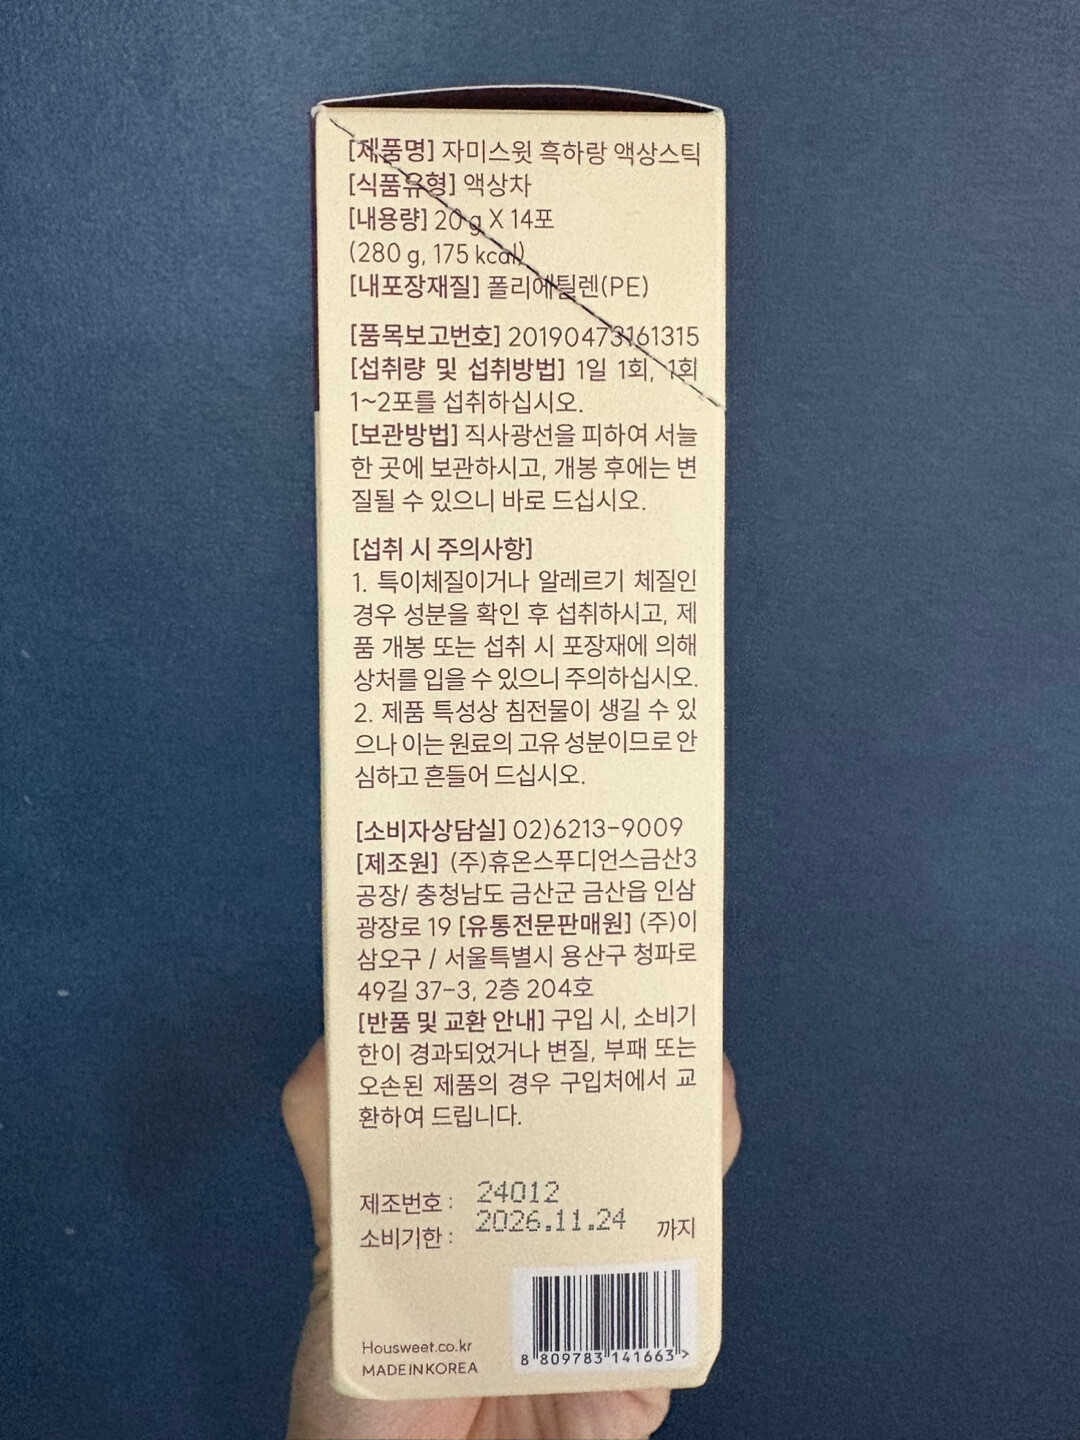 [제품명] 자미스윗 흑하랑 액상스틱
[식품유형] 액상차
[내용량] 20 g X 14포
(280 g, 175 kcal)
[내포장재질] 폴리에틸렌(PE)
[품목보고번호] 20190473161315
[섭취량 및 섭취방법] 1일 1회, 1회
1~2포를 섭취하십시오.
[보관방법] 직사광선을 피하여 서늘
한 곳에 보관하시고, 개봉 후에는 변
질될 수 있으니 바로 드십시오.
[섭취 시 주의사항]
1. 특이체질이거나 알레르기 체질인
경우 성분을 확인 후 섭취하시고, 제
품 개봉 또는 섭취 시 포장재에 의해
상처를 입을 수 있으니 주의하십시오.
2. 제품 특성상 침전물이 생길 수 있
으나 이는 원료의 고유 성분이므로 안
심하고 흔들어 드십시오.
[소비자상담실] 02)6213-9009
[제조원] (주)휴온스푸디언스금산3
공장/ 충청남도 금산군 금산읍 인삼
광장로 19 [유통전문판매원] (주)이
삼오구 / 서울특별시 용산구 청파로
49길 37-3, 2층 204호
[반품 및 교환 안내] 구입 시, 소비기
한이 경과되었거나 변질, 부패 또는
오손된 제품의 경우 구입처에서 교
환하여 드립니다.
제조번호 : 24012
소비기한 : 2026.11.24 까지
Housweet.co.kr
MADE IN KOREA
8 809783 141663 >